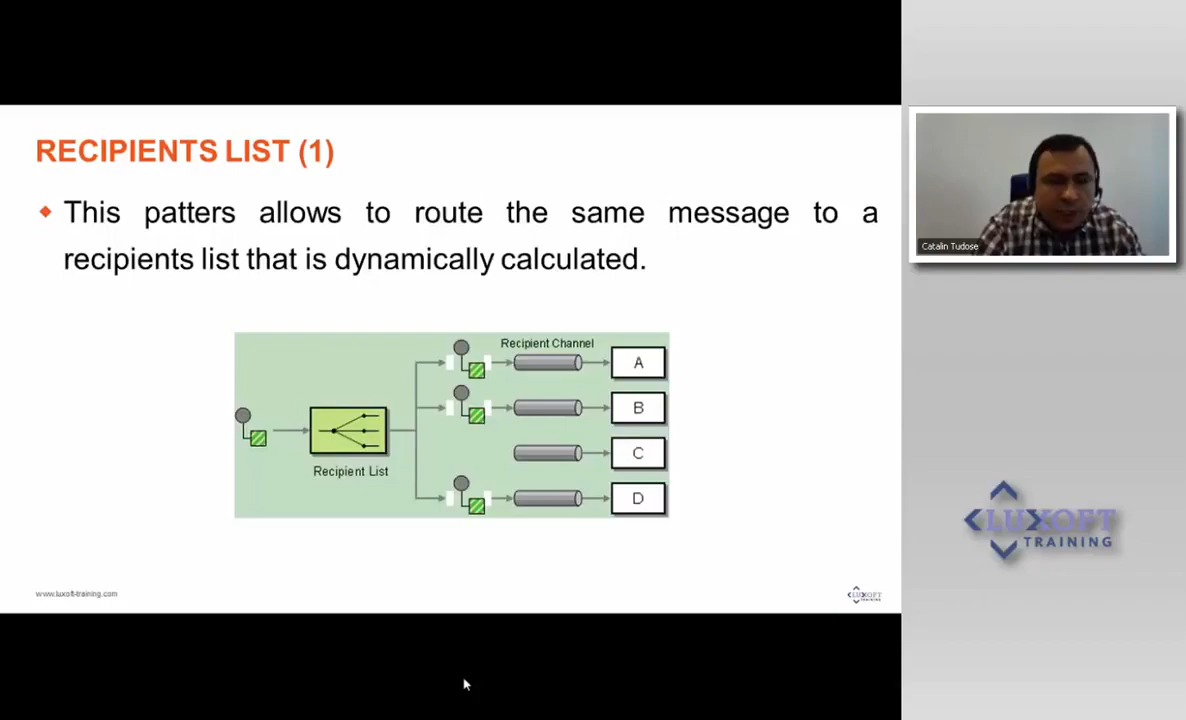 RECIPIENTS LIST (1)
This patters allows to route the same message to a
recipients list that is dynamically calculated.
Recipient Channel
A
B
C
D
Recipient List
www.luxoft-training.com
LUXOFT
Catalin Tudose
LUXOFT
TRAINING